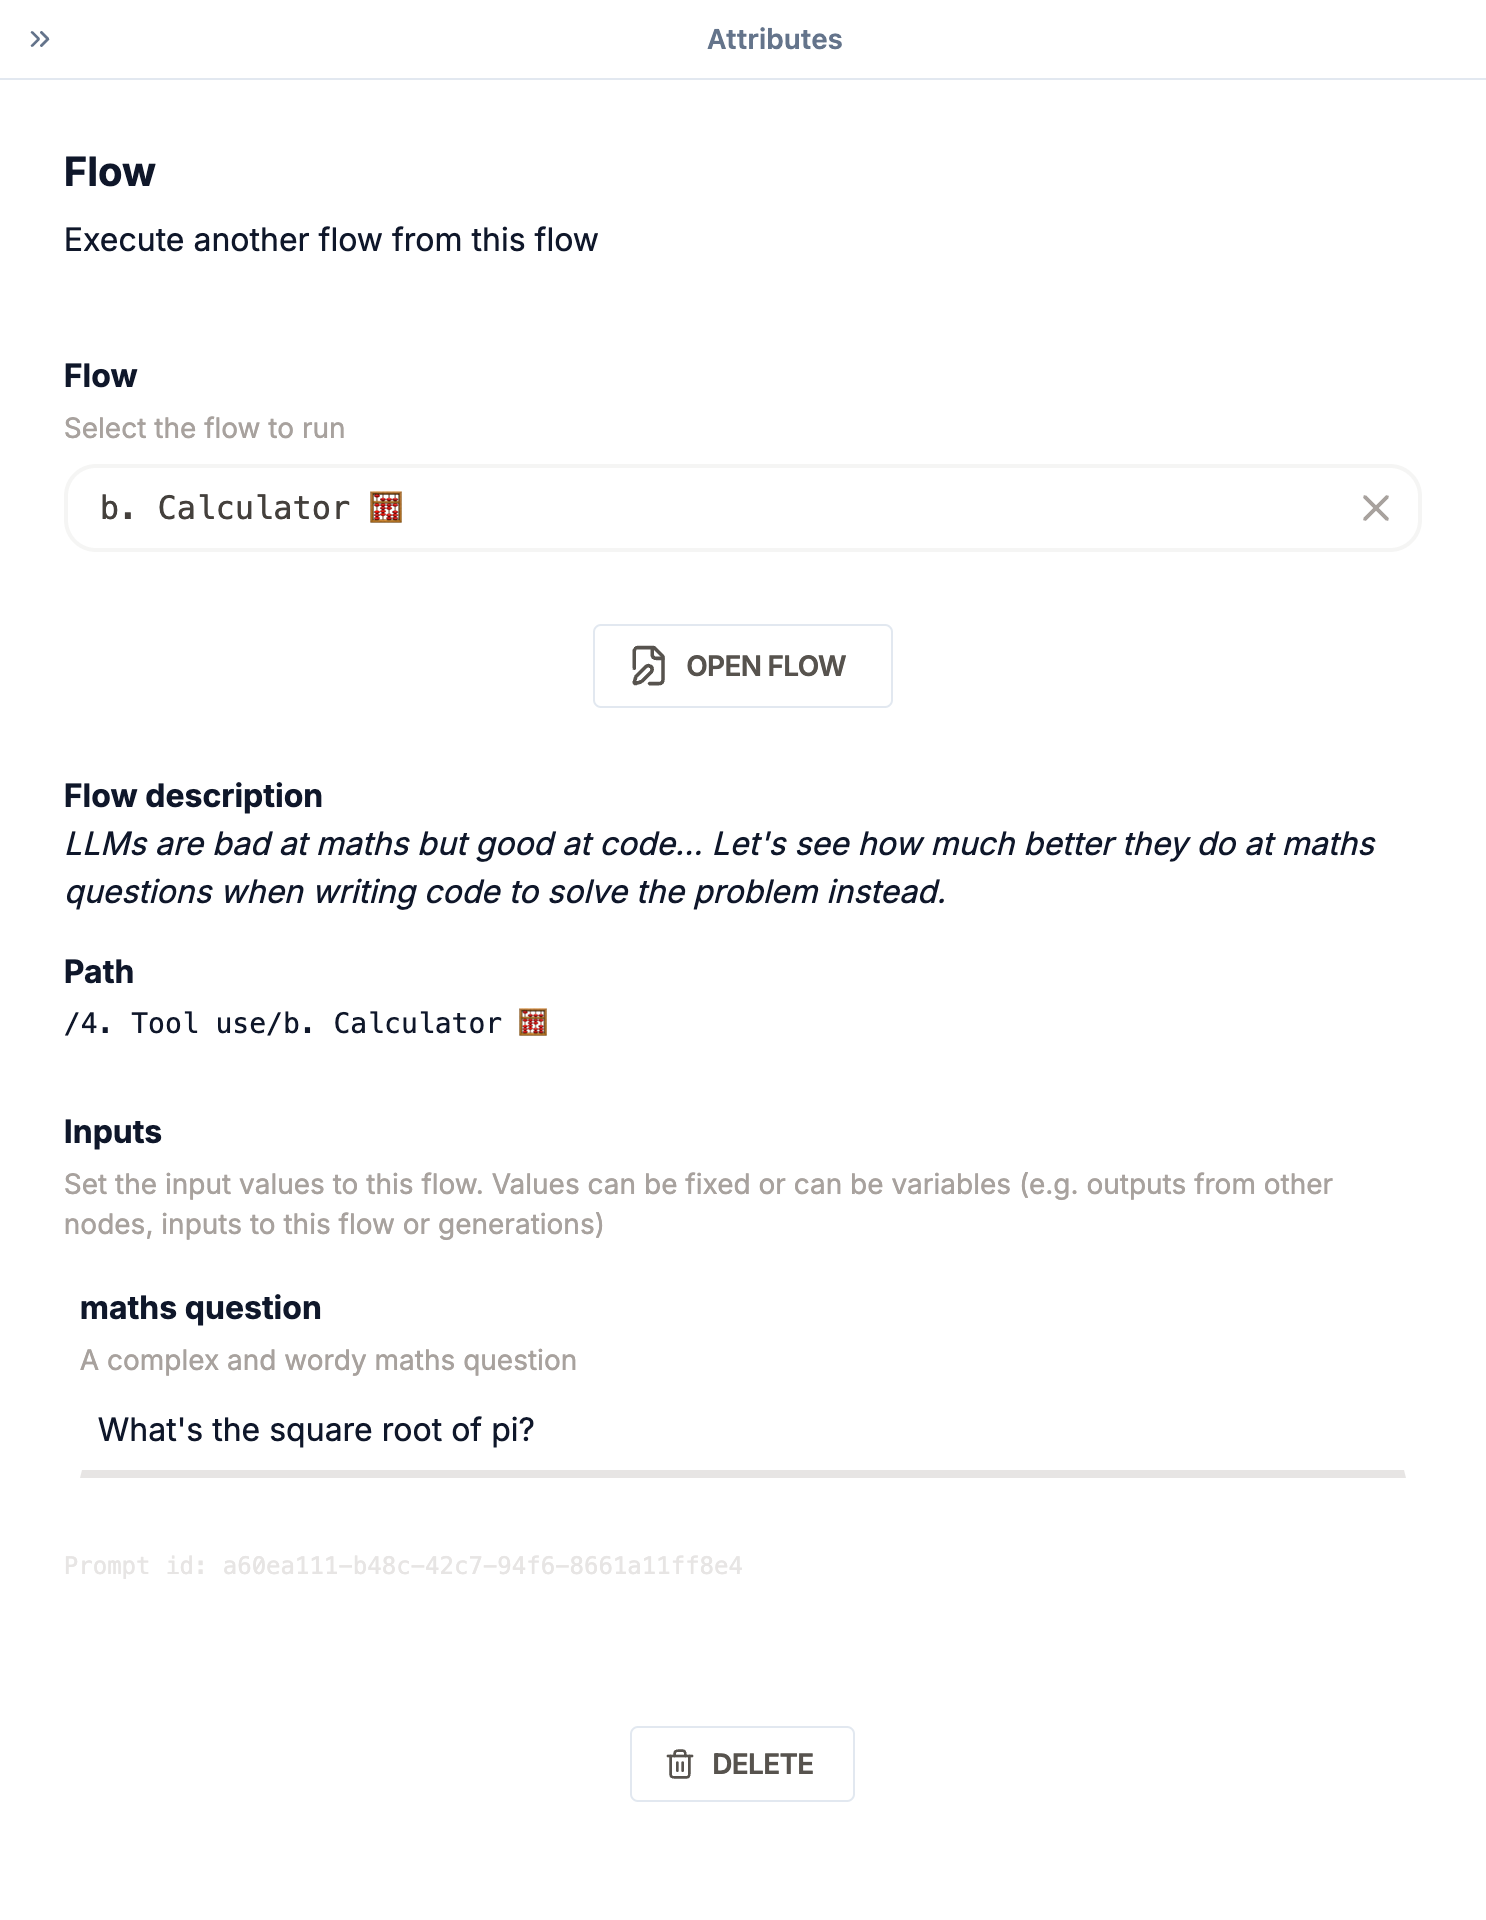 Attributes
Flow
Execute another flow from this flow
Flow
Select the flow to run
b. Calculator 🧮
OPEN FLOW
Flow description
LLMs are bad at maths but good at code... Let's see how much better they do at maths
questions when writing code to solve the problem instead.
Path
/4. Tool use/b. Calculator 🧮
Inputs
Set the input values to this flow. Values can be fixed or can be variables (e.g. outputs from other
nodes, inputs to this flow or generations)
maths question
A complex and wordy maths question
What's the square root of pi?
Prompt id: a60ea111-b48c-42c7-94f6-8661a11ff8e4
DELETE